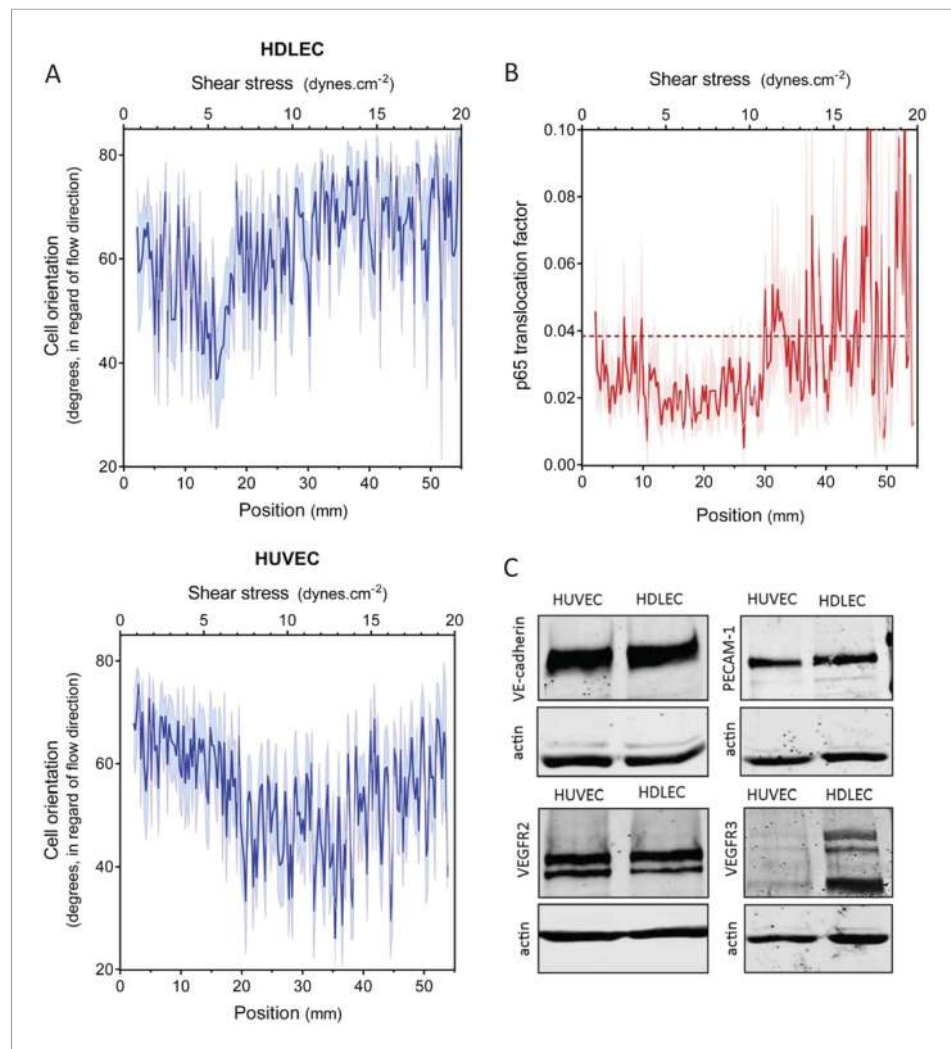 A
HDLEC
Shear stress (dynes.cm-2)
0 5 10 15 20
80
60
40
20
Cell orientation
(degrees, in regard of flow direction)
0 10 20 30 40 50
Position (mm)
B
Shear stress (dynes.cm-2)
0 5 10 15 20
0.10
0.08
0.06
0.04
0.02
0.00
p65 translocation factor
0 10 20 30 40 50
Position (mm)
HUVEC
Shear stress (dynes.cm-2)
0 5 10 15 20
80
60
40
20
Cell orientation
(degrees, in regard of flow direction)
0 10 20 30 40 50
Position (mm)
C
HUVEC HDLEC
VE-cadherin
actin
HUVEC HDLEC
PECAM-1
actin
HUVEC HDLEC
VEGFR2
actin
HUVEC HDLEC
VEGFR3
actin